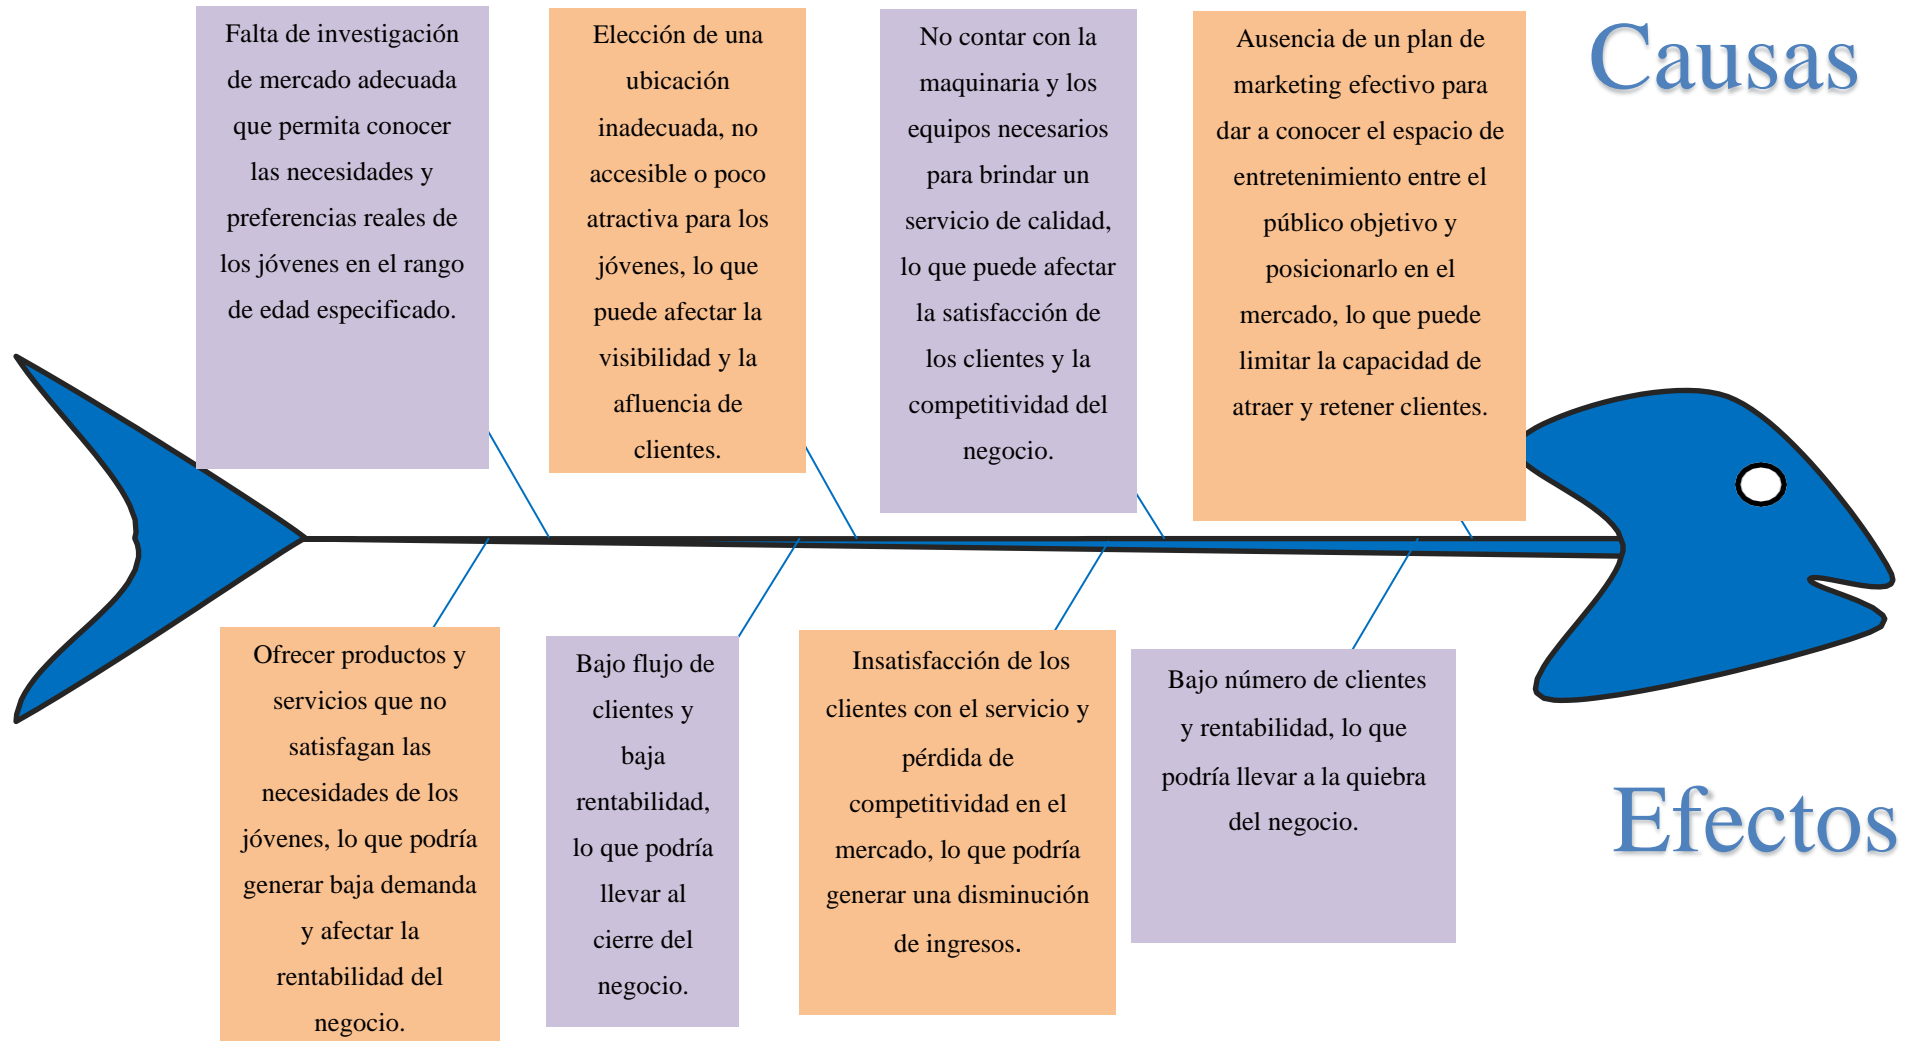 Falta de investigación
de mercado adecuada
que permita conocer
las necesidades y
preferencias reales de
los jóvenes en el rango
de edad especificado.
Elección de una
ubicación
inadecuada, no
accesible o poco
atractiva para los
jóvenes, lo que
puede afectar la
visibilidad y la
afluencia de
clientes.
No contar con la
maquinaria y los
equipos necesarios
para brindar un
servicio de calidad,
lo que puede afectar
la satisfacción de
los clientes y la
competitividad del
negocio.
Ausencia de un plan de
marketing efectivo para
dar a conocer el espacio de
entretenimiento entre el
público objetivo y
posicionarlo en el
mercado, lo que puede
limitar la capacidad de
atraer y retener clientes.
Causas
Ofrecer productos y
servicios que no
satisfagan las
necesidades de los
jóvenes, lo que podría
generar baja demanda
y afectar la
rentabilidad del
negocio.
Bajo flujo de
clientes y
baja
rentabilidad,
lo que podría
llevar al
cierre del
negocio.
Insatisfacción de los
clientes con el servicio y
pérdida de
competitividad en el
mercado, lo que podría
generar una disminución
de ingresos.
Bajo número de clientes
y rentabilidad, lo que
podría llevar a la quiebra
del negocio.
Efectos